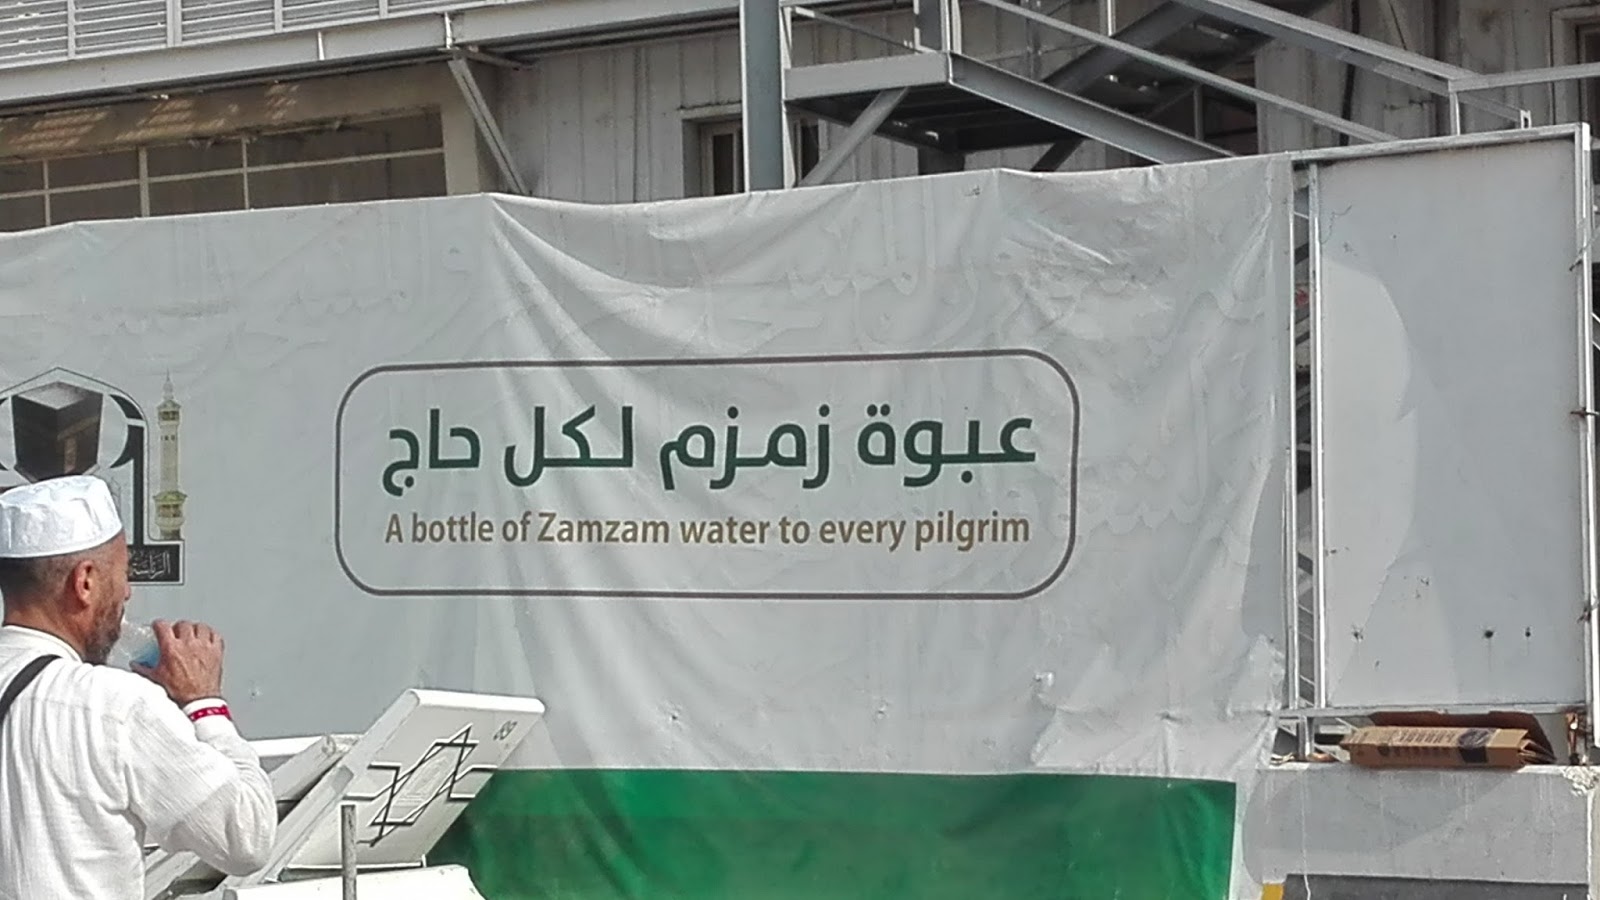 عبوة زمزم لكل حاج
A bottle of Zamzam water to every pilgrim